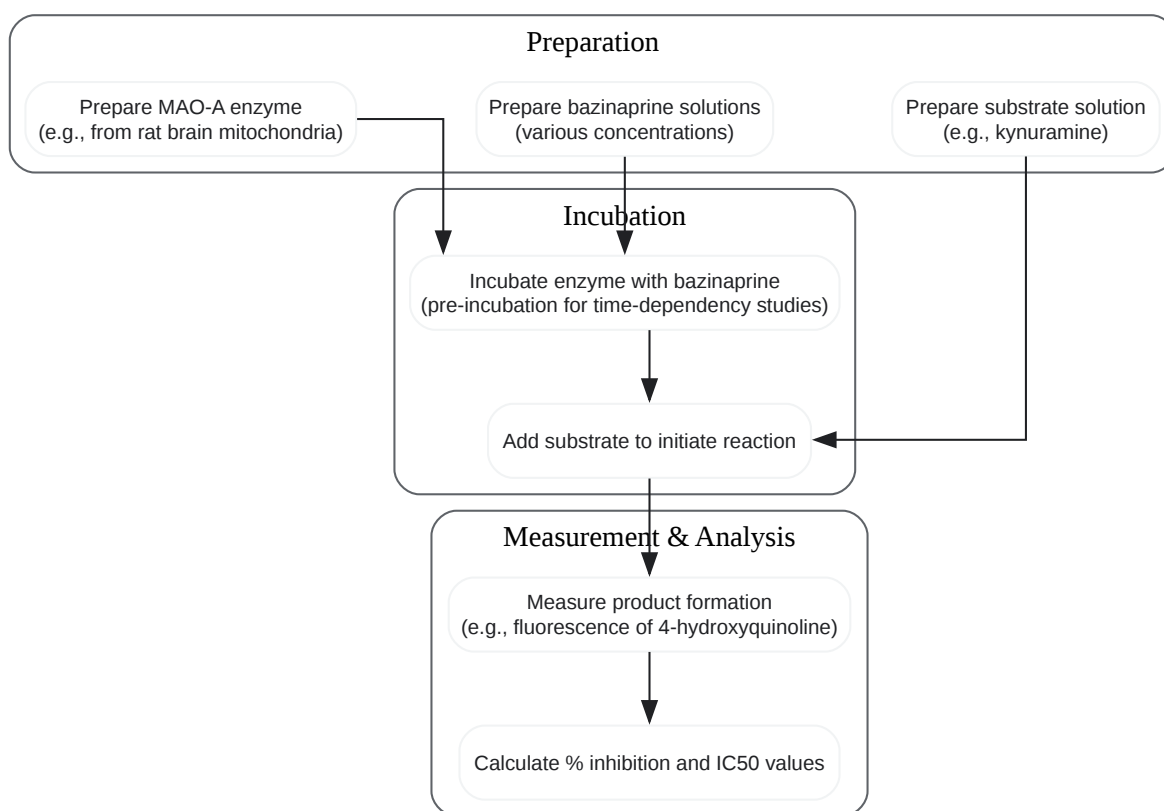 Preparation
Prepare MAO-A enzyme
(e.g., from rat brain mitochondria)
Prepare bazinaprine solutions
(various concentrations)
Prepare substrate solution
(e.g., kynuramine)
Incubation
Incubate enzyme with bazinaprine
(pre-incubation for time-dependency studies)
Add substrate to initiate reaction
Measurement & Analysis
Measure product formation
(e.g., fluorescence of 4-hydroxyquinoline)
Calculate % inhibition and IC50 values